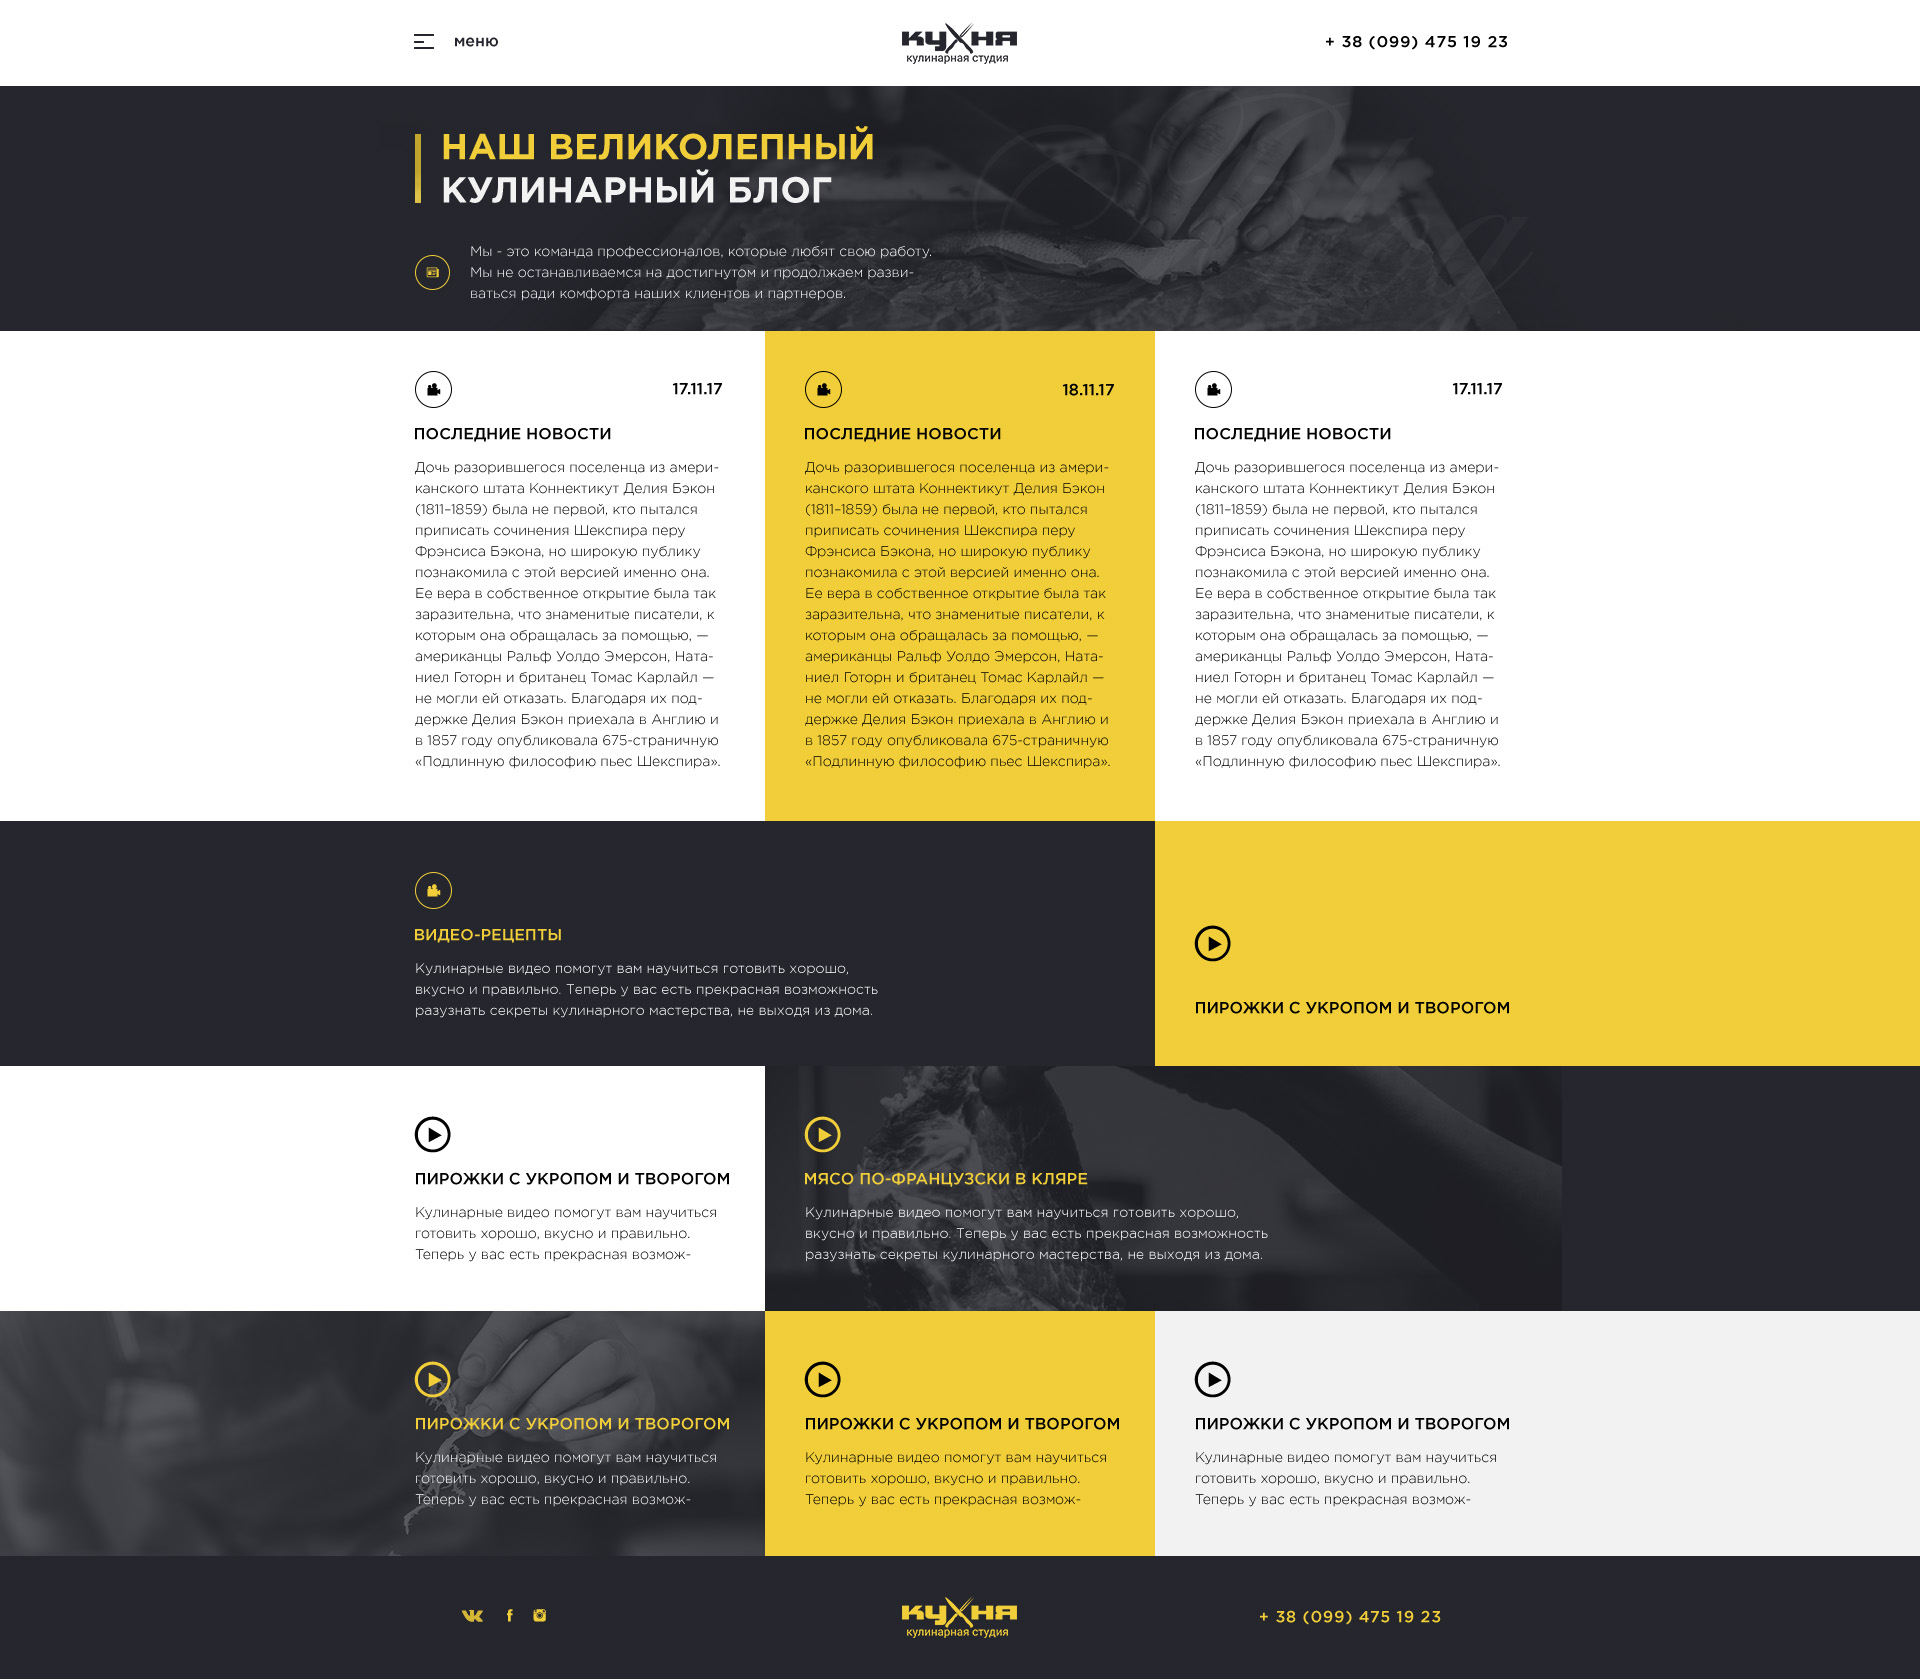 меню
кухня
кулинарная студия
+ 38 (099) 475 19 23
НАШ ВЕЛИКОЛЕПНЫЙ
КУЛИНАРНЫЙ БЛОГ
Мы - это команда профессионалов, которые любят свою работу.
Мы не останавливаемся на достигнутом и продолжаем разви-
ваться ради комфорта наших клиентов и партнеров.
17.11.17
ПОСЛЕДНИЕ НОВОСТИ
Дочь разорившегося поселенца из амери-
канского штата Коннектикут Делия Бэкон
(1811–1859) была не первой, кто пытался
приписать сочинения Шекспира перу
Фрэнсиса Бэкона, но широкую публику
познакомила с этой версией именно она.
Ее вера в собственное открытие была так
заразительна, что знаменитые писатели, к
которым она обращалась за помощью, —
американцы Ральф Уолдо Эмерсон, Ната-
ниел Готорн и британец Томас Карлайл —
не могли ей отказать. Благодаря их под-
держке Делия Бэкон приехала в Англию и
в 1857 году опубликовала 675-страничную
«Подлинную философию пьес Шекспира».
18.11.17
ПОСЛЕДНИЕ НОВОСТИ
Дочь разорившегося поселенца из амери-
канского штата Коннектикут Делия Бэкон
(1811–1859) была не первой, кто пытался
приписать сочинения Шекспира перу
Фрэнсиса Бэкона, но широкую публику
познакомила с этой версией именно она.
Ее вера в собственное открытие была так
заразительна, что знаменитые писатели, к
которым она обращалась за помощью, —
американцы Ральф Уолдо Эмерсон, Ната-
ниел Готорн и британец Томас Карлайл —
не могли ей отказать. Благодаря их под-
держке Делия Бэкон приехала в Англию и
в 1857 году опубликовала 675-страничную
«Подлинную философию пьес Шекспира».
17.11.17
ПОСЛЕДНИЕ НОВОСТИ
Дочь разорившегося поселенца из амери-
канского штата Коннектикут Делия Бэкон
(1811–1859) была не первой, кто пытался
приписать сочинения Шекспира перу
Фрэнсиса Бэкона, но широкую публику
познакомила с этой версией именно она.
Ее вера в собственное открытие была так
заразительна, что знаменитые писатели, к
которым она обращалась за помощью, —
американцы Ральф Уолдо Эмерсон, Ната-
ниел Готорн и британец Томас Карлайл —
не могли ей отказать. Благодаря их под-
держке Делия Бэкон приехала в Англию и
в 1857 году опубликовала 675-страничную
«Подлинную философию пьес Шекспира».
ВИДЕО-РЕЦЕПТЫ
Кулинарные видео помогут вам научиться готовить хорошо,
вкусно и правильно. Теперь у вас есть прекрасная возможность
разузнать секреты кулинарного мастерства, не выходя из дома.
ПИРОЖКИ С УКРОПОМ И ТВОРОГОМ
ПИРОЖКИ С УКРОПОМ И ТВОРОГОМ
Кулинарные видео помогут вам научиться
готовить хорошо, вкусно и правильно.
Теперь у вас есть прекрасная возмож-
МЯСО ПО-ФРАНЦУЗСКИ В КЛЯРЕ
Кулинарные видео помогут вам научиться готовить хорошо,
вкусно и правильно. Теперь у вас есть прекрасная возможность
разузнать секреты кулинарного мастерства, не выходя из дома.
ПИРОЖКИ С УКРОПОМ И ТВОРОГОМ
Кулинарные видео помогут вам научиться
готовить хорошо, вкусно и правильно.
Теперь у вас есть прекрасная возмож-
ПИРОЖКИ С УКРОПОМ И ТВОРОГОМ
Кулинарные видео помогут вам научиться
готовить хорошо, вкусно и правильно.
Теперь у вас есть прекрасная возмож-
ПИРОЖКИ С УКРОПОМ И ТВОРОГОМ
Кулинарные видео помогут вам научиться
готовить хорошо, вкусно и правильно.
Теперь у вас есть прекрасная возмож-
кухня
кулинарная студия
+ 38 (099) 475 19 23